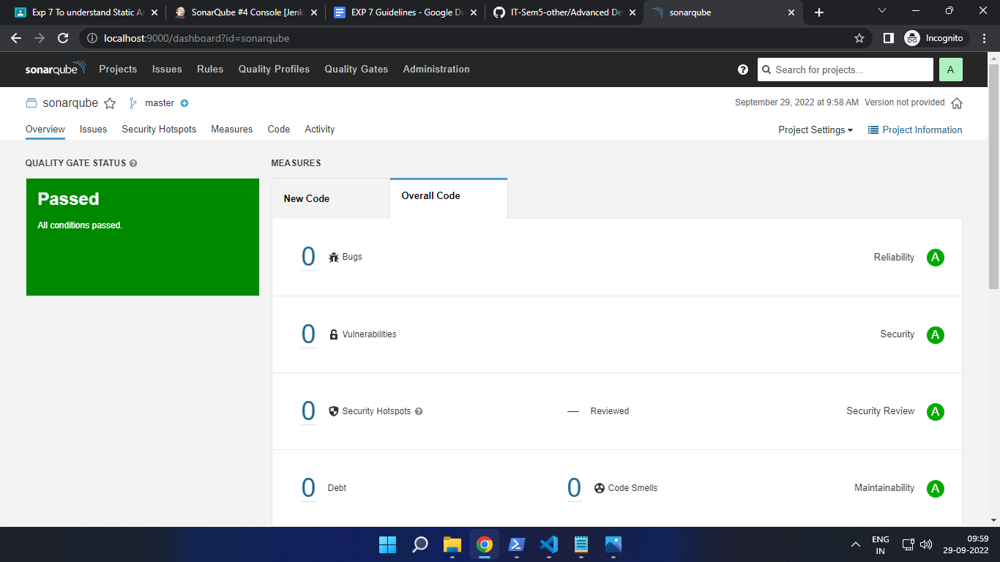 Exp 7 To understand Static Ar
SonarQube #4 Console [Jenk
EXP 7 Guidelines - Google Do
IT-Sem5-other/Advanced De
sonarqube
localhost:9000/dashboard?id=sonarqube
Incognito
sonarqube Projects Issues Rules Quality Profiles Quality Gates Administration
Search for projects...
A
sonarqube master
September 29, 2022 at 9:58 AM Version not provided
Overview Issues Security Hotspots Measures Code Activity
Project Settings Project Information
QUALITY GATE STATUS
Passed
All conditions passed.
MEASURES
New Code
Overall Code
0 Bugs Reliability A
0 Vulnerabilities Security A
0 Security Hotspots — Reviewed Security Review A
0 Debt 0 Code Smells Maintainability A
ENG
IN
09:59
29-09-2022